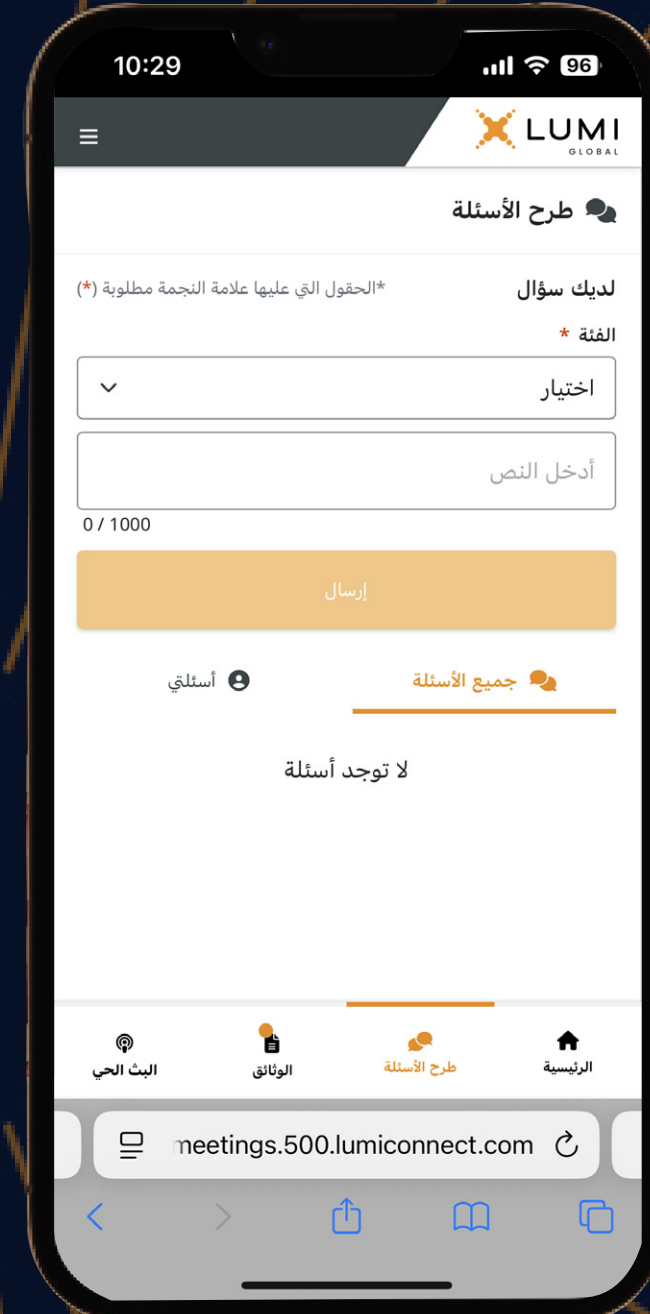 10:29
96
LUMI
GLOBAL
طرح الأسئلة
لديك سؤال
*الحقول التي عليها علامة النجمة مطلوبة (*)
الفئة *
اختيار
أدخل النص
0 / 1000
إرسال
جميع الأسئلة
أسئلتي
لا توجد أسئلة
الرئيسية
طرح الأسئلة
الوثائق
البث الحي
meetings.500.lumiconnect.com